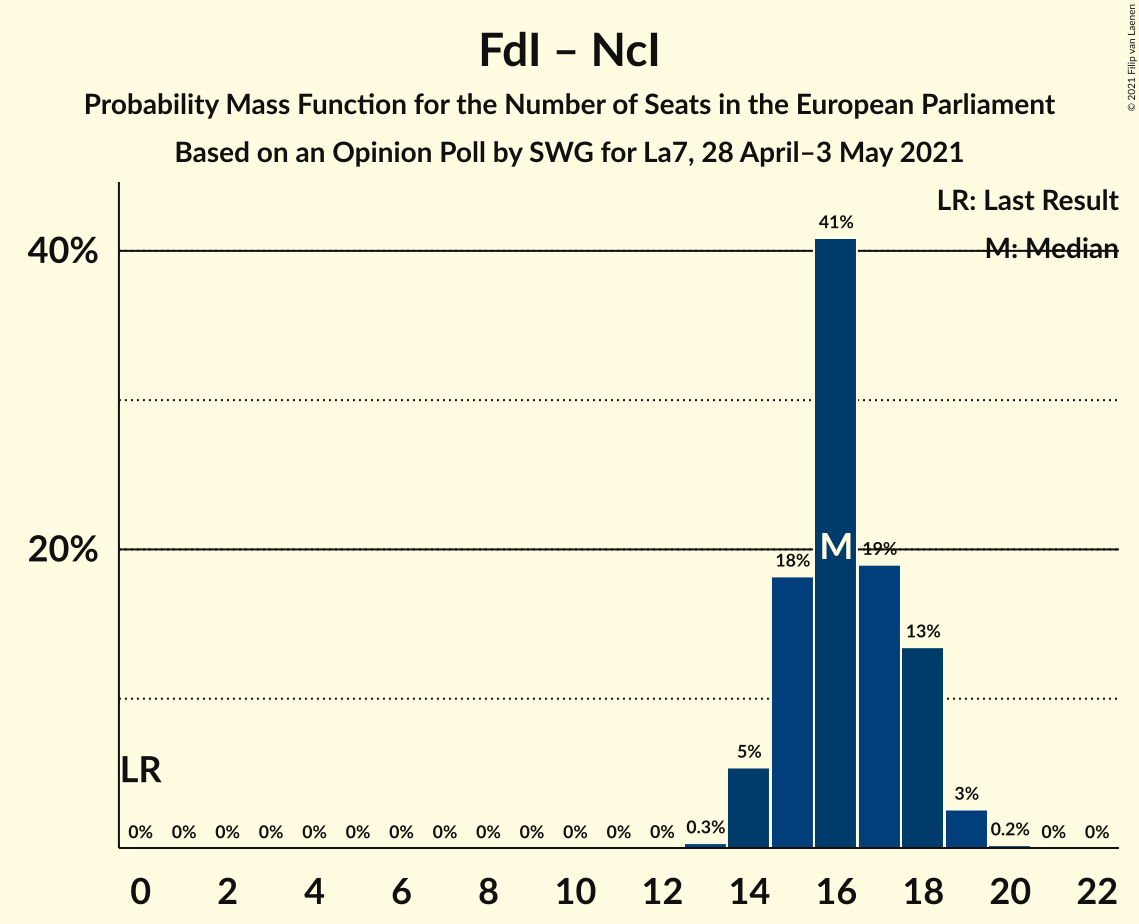 FdI – NcI
Probability Mass Function for the Number of Seats in the European Parliament
Based on an Opinion Poll by SWG for La7, 28 April–3 May 2021
© 2021 Filip van Laenen
LR: Last Result
M: Median
40%
20%
41%
M
18%
19%
13%
5%
3%
LR
0% 0% 0% 0% 0% 0% 0% 0% 0% 0% 0% 0% 0% 0.3% 0.2% 0% 0%
0 2 4 6 8 10 12 14 16 18 20 22